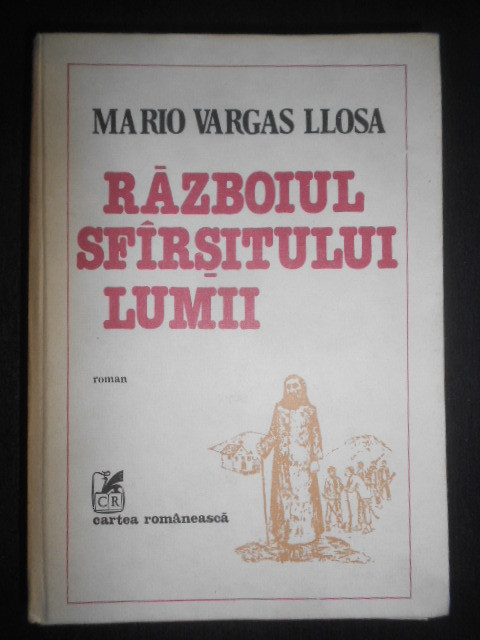 MARIO VARGAS LLOSA
RĂZBOIUL
SFÎRȘITULUI
LUMII
roman
CR
cartea românească